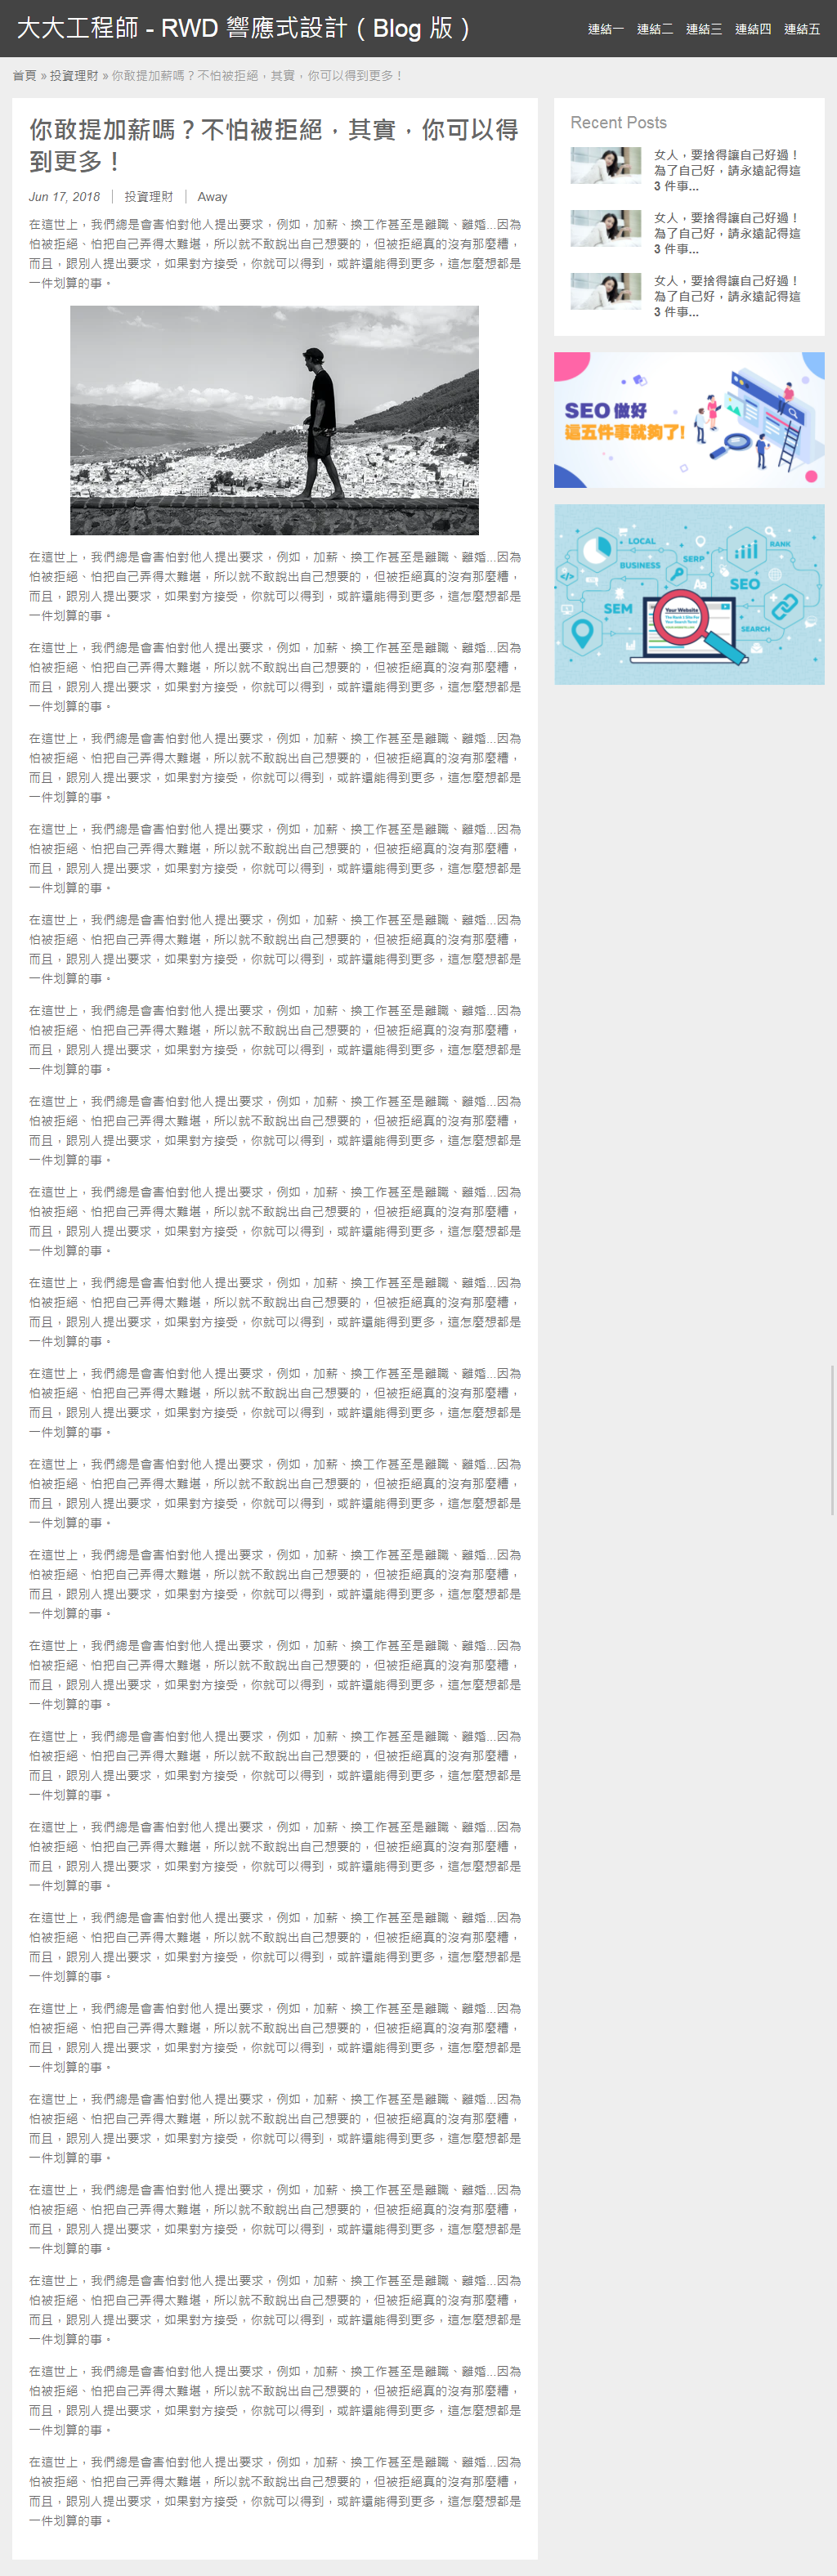 大大工程師 - RWD 響應式設計（Blog 版）
連結一 連結二 連結三 連結四 連結五
首頁 » 投資理財 » 你敢提加薪嗎？不怕被拒絕，其實，你可以得到更多！
你敢提加薪嗎？不怕被拒絕，其實，你可以得
到更多！
Jun 17, 2018 投資理財 Away
在這世上，我們總是會害怕對他人提出要求，例如，加薪、換工作甚至是離職、離婚...因為
怕被拒絕、怕把自己弄得太難堪，所以就不敢說出自己想要的，但被拒絕真的沒有那麼糟，
而且，跟別人提出要求，如果對方接受，你就可以得到，或許還能得到更多，這怎麼想都是
一件划算的事。
在這世上，我們總是會害怕對他人提出要求，例如，加薪、換工作甚至是離職、離婚...因為
怕被拒絕、怕把自己弄得太難堪，所以就不敢說出自己想要的，但被拒絕真的沒有那麼糟，
而且，跟別人提出要求，如果對方接受，你就可以得到，或許還能得到更多，這怎麼想都是
一件划算的事。
在這世上，我們總是會害怕對他人提出要求，例如，加薪、換工作甚至是離職、離婚...因為
怕被拒絕、怕把自己弄得太難堪，所以就不敢說出自己想要的，但被拒絕真的沒有那麼糟，
而且，跟別人提出要求，如果對方接受，你就可以得到，或許還能得到更多，這怎麼想都是
一件划算的事。
在這世上，我們總是會害怕對他人提出要求，例如，加薪、換工作甚至是離職、離婚...因為
怕被拒絕、怕把自己弄得太難堪，所以就不敢說出自己想要的，但被拒絕真的沒有那麼糟，
而且，跟別人提出要求，如果對方接受，你就可以得到，或許還能得到更多，這怎麼想都是
一件划算的事。
在這世上，我們總是會害怕對他人提出要求，例如，加薪、換工作甚至是離職、離婚...因為
怕被拒絕、怕把自己弄得太難堪，所以就不敢說出自己想要的，但被拒絕真的沒有那麼糟，
而且，跟別人提出要求，如果對方接受，你就可以得到，或許還能得到更多，這怎麼想都是
一件划算的事。
在這世上，我們總是會害怕對他人提出要求，例如，加薪、換工作甚至是離職、離婚...因為
怕被拒絕、怕把自己弄得太難堪，所以就不敢說出自己想要的，但被拒絕真的沒有那麼糟，
而且，跟別人提出要求，如果對方接受，你就可以得到，或許還能得到更多，這怎麼想都是
一件划算的事。
在這世上，我們總是會害怕對他人提出要求，例如，加薪、換工作甚至是離職、離婚...因為
怕被拒絕、怕把自己弄得太難堪，所以就不敢說出自己想要的，但被拒絕真的沒有那麼糟，
而且，跟別人提出要求，如果對方接受，你就可以得到，或許還能得到更多，這怎麼想都是
一件划算的事。
在這世上，我們總是會害怕對他人提出要求，例如，加薪、換工作甚至是離職、離婚...因為
怕被拒絕、怕把自己弄得太難堪，所以就不敢說出自己想要的，但被拒絕真的沒有那麼糟，
而且，跟別人提出要求，如果對方接受，你就可以得到，或許還能得到更多，這怎麼想都是
一件划算的事。
在這世上，我們總是會害怕對他人提出要求，例如，加薪、換工作甚至是離職、離婚...因為
怕被拒絕、怕把自己弄得太難堪，所以就不敢說出自己想要的，但被拒絕真的沒有那麼糟，
而且，跟別人提出要求，如果對方接受，你就可以得到，或許還能得到更多，這怎麼想都是
一件划算的事。
在這世上，我們總是會害怕對他人提出要求，例如，加薪、換工作甚至是離職、離婚...因為
怕被拒絕、怕把自己弄得太難堪，所以就不敢說出自己想要的，但被拒絕真的沒有那麼糟，
而且，跟別人提出要求，如果對方接受，你就可以得到，或許還能得到更多，這怎麼想都是
一件划算的事。
在這世上，我們總是會害怕對他人提出要求，例如，加薪、換工作甚至是離職、離婚...因為
怕被拒絕、怕把自己弄得太難堪，所以就不敢說出自己想要的，但被拒絕真的沒有那麼糟，
而且，跟別人提出要求，如果對方接受，你就可以得到，或許還能得到更多，這怎麼想都是
一件划算的事。
在這世上，我們總是會害怕對他人提出要求，例如，加薪、換工作甚至是離職、離婚...因為
怕被拒絕、怕把自己弄得太難堪，所以就不敢說出自己想要的，但被拒絕真的沒有那麼糟，
而且，跟別人提出要求，如果對方接受，你就可以得到，或許還能得到更多，這怎麼想都是
一件划算的事。
在這世上，我們總是會害怕對他人提出要求，例如，加薪、換工作甚至是離職、離婚...因為
怕被拒絕、怕把自己弄得太難堪，所以就不敢說出自己想要的，但被拒絕真的沒有那麼糟，
而且，跟別人提出要求，如果對方接受，你就可以得到，或許還能得到更多，這怎麼想都是
一件划算的事。
在這世上，我們總是會害怕對他人提出要求，例如，加薪、換工作甚至是離職、離婚...因為
怕被拒絕、怕把自己弄得太難堪，所以就不敢說出自己想要的，但被拒絕真的沒有那麼糟，
而且，跟別人提出要求，如果對方接受，你就可以得到，或許還能得到更多，這怎麼想都是
一件划算的事。
在這世上，我們總是會害怕對他人提出要求，例如，加薪、換工作甚至是離職、離婚...因為
怕被拒絕、怕把自己弄得太難堪，所以就不敢說出自己想要的，但被拒絕真的沒有那麼糟，
而且，跟別人提出要求，如果對方接受，你就可以得到，或許還能得到更多，這怎麼想都是
一件划算的事。
在這世上，我們總是會害怕對他人提出要求，例如，加薪、換工作甚至是離職、離婚...因為
怕被拒絕、怕把自己弄得太難堪，所以就不敢說出自己想要的，但被拒絕真的沒有那麼糟，
而且，跟別人提出要求，如果對方接受，你就可以得到，或許還能得到更多，這怎麼想都是
一件划算的事。
在這世上，我們總是會害怕對他人提出要求，例如，加薪、換工作甚至是離職、離婚...因為
怕被拒絕、怕把自己弄得太難堪，所以就不敢說出自己想要的，但被拒絕真的沒有那麼糟，
而且，跟別人提出要求，如果對方接受，你就可以得到，或許還能得到更多，這怎麼想都是
一件划算的事。
在這世上，我們總是會害怕對他人提出要求，例如，加薪、換工作甚至是離職、離婚...因為
怕被拒絕、怕把自己弄得太難堪，所以就不敢說出自己想要的，但被拒絕真的沒有那麼糟，
而且，跟別人提出要求，如果對方接受，你就可以得到，或許還能得到更多，這怎麼想都是
一件划算的事。
在這世上，我們總是會害怕對他人提出要求，例如，加薪、換工作甚至是離職、離婚...因為
怕被拒絕、怕把自己弄得太難堪，所以就不敢說出自己想要的，但被拒絕真的沒有那麼糟，
而且，跟別人提出要求，如果對方接受，你就可以得到，或許還能得到更多，這怎麼想都是
一件划算的事。
在這世上，我們總是會害怕對他人提出要求，例如，加薪、換工作甚至是離職、離婚...因為
怕被拒絕、怕把自己弄得太難堪，所以就不敢說出自己想要的，但被拒絕真的沒有那麼糟，
而且，跟別人提出要求，如果對方接受，你就可以得到，或許還能得到更多，這怎麼想都是
一件划算的事。
在這世上，我們總是會害怕對他人提出要求，例如，加薪、換工作甚至是離職、離婚...因為
怕被拒絕、怕把自己弄得太難堪，所以就不敢說出自己想要的，但被拒絕真的沒有那麼糟，
而且，跟別人提出要求，如果對方接受，你就可以得到，或許還能得到更多，這怎麼想都是
一件划算的事。
在這世上，我們總是會害怕對他人提出要求，例如，加薪、換工作甚至是離職、離婚...因為
怕被拒絕、怕把自己弄得太難堪，所以就不敢說出自己想要的，但被拒絕真的沒有那麼糟，
而且，跟別人提出要求，如果對方接受，你就可以得到，或許還能得到更多，這怎麼想都是
一件划算的事。
在這世上，我們總是會害怕對他人提出要求，例如，加薪、換工作甚至是離職、離婚...因為
怕被拒絕、怕把自己弄得太難堪，所以就不敢說出自己想要的，但被拒絕真的沒有那麼糟，
而且，跟別人提出要求，如果對方接受，你就可以得到，或許還能得到更多，這怎麼想都是
一件划算的事。
Recent Posts
女人，要捨得讓自己好過！
為了自己好，請永遠記得這
3 件事...
女人，要捨得讓自己好過！
為了自己好，請永遠記得這
3 件事...
女人，要捨得讓自己好過！
為了自己好，請永遠記得這
3 件事...
SEO 做好
這五件事就夠了!
LOCAL
RANK
BUSINESS
SERP
Aa
SEO
SEM
Your Website
SEARCH